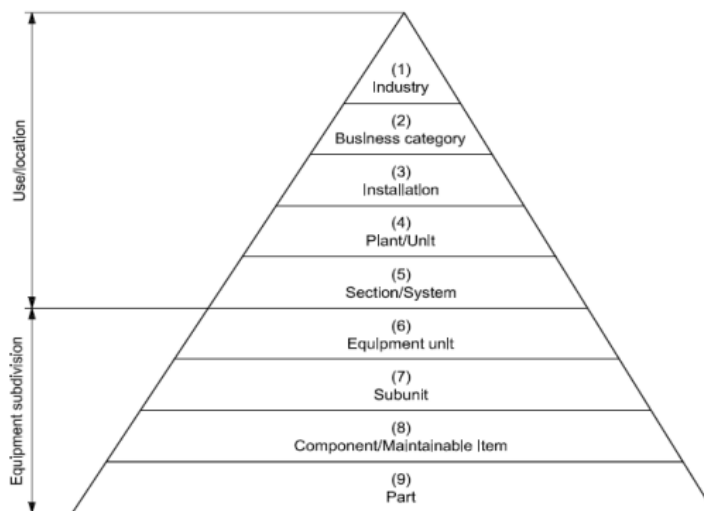 Use/location
(1)
Industry
(2)
Business category
(3)
Installation
(4)
Plant/Unit
(5)
Section/System
Equipment subdivision
(6)
Equipment unit
(7)
Subunit
(8)
Component/Maintainable Item
(9)
Part